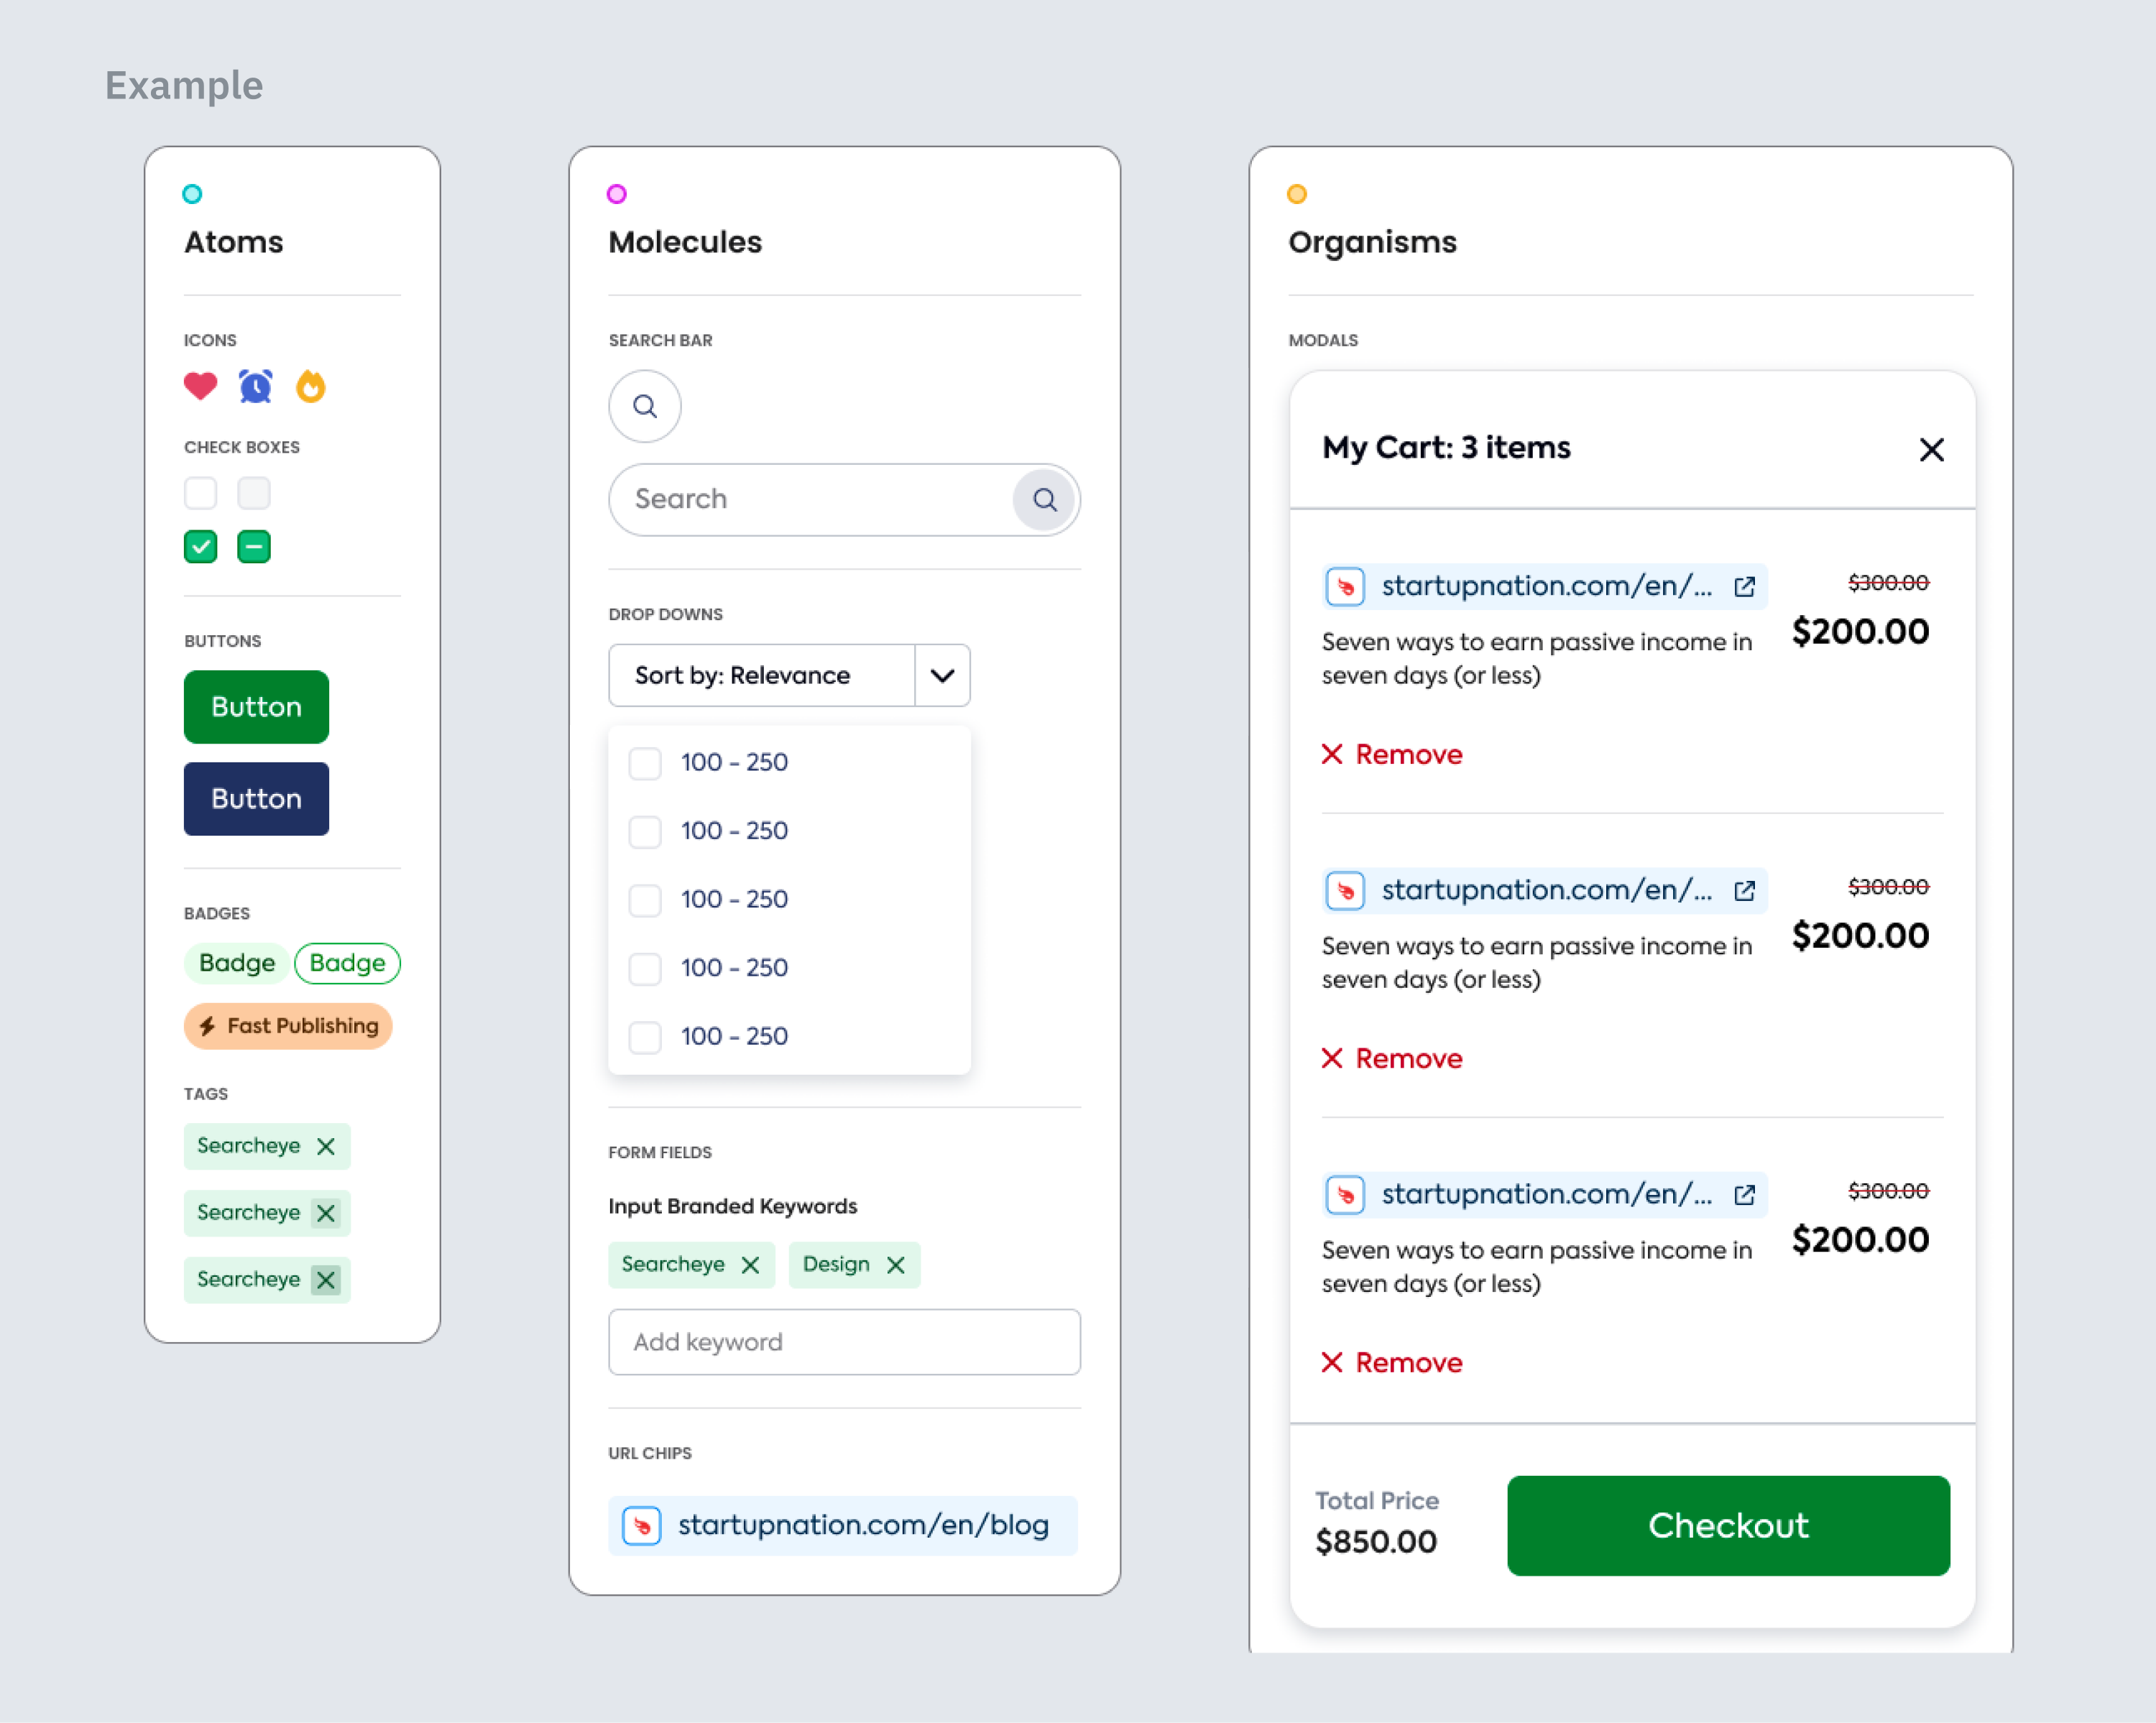 Example
Atoms
ICONS
CHECK BOXES
BUTTONS
Button
Button
BADGES
Badge Badge
Fast Publishing
TAGS
Searcheye
Searcheye
Searcheye
Molecules
SEARCH BAR
Search
DROP DOWNS
Sort by: Relevance
100 - 250
100 - 250
100 - 250
100 - 250
100 - 250
FORM FIELDS
Input Branded Keywords
Searcheye Design
Add keyword
URL CHIPS
startupnation.com/en/blog
Organisms
MODALS
My Cart: 3 items
startupnation.com/en/... $300.00
$200.00
Seven ways to earn passive income in
seven days (or less)
Remove
startupnation.com/en/... $300.00
$200.00
Seven ways to earn passive income in
seven days (or less)
Remove
startupnation.com/en/... $300.00
$200.00
Seven ways to earn passive income in
seven days (or less)
Remove
Total Price
$850.00
Checkout